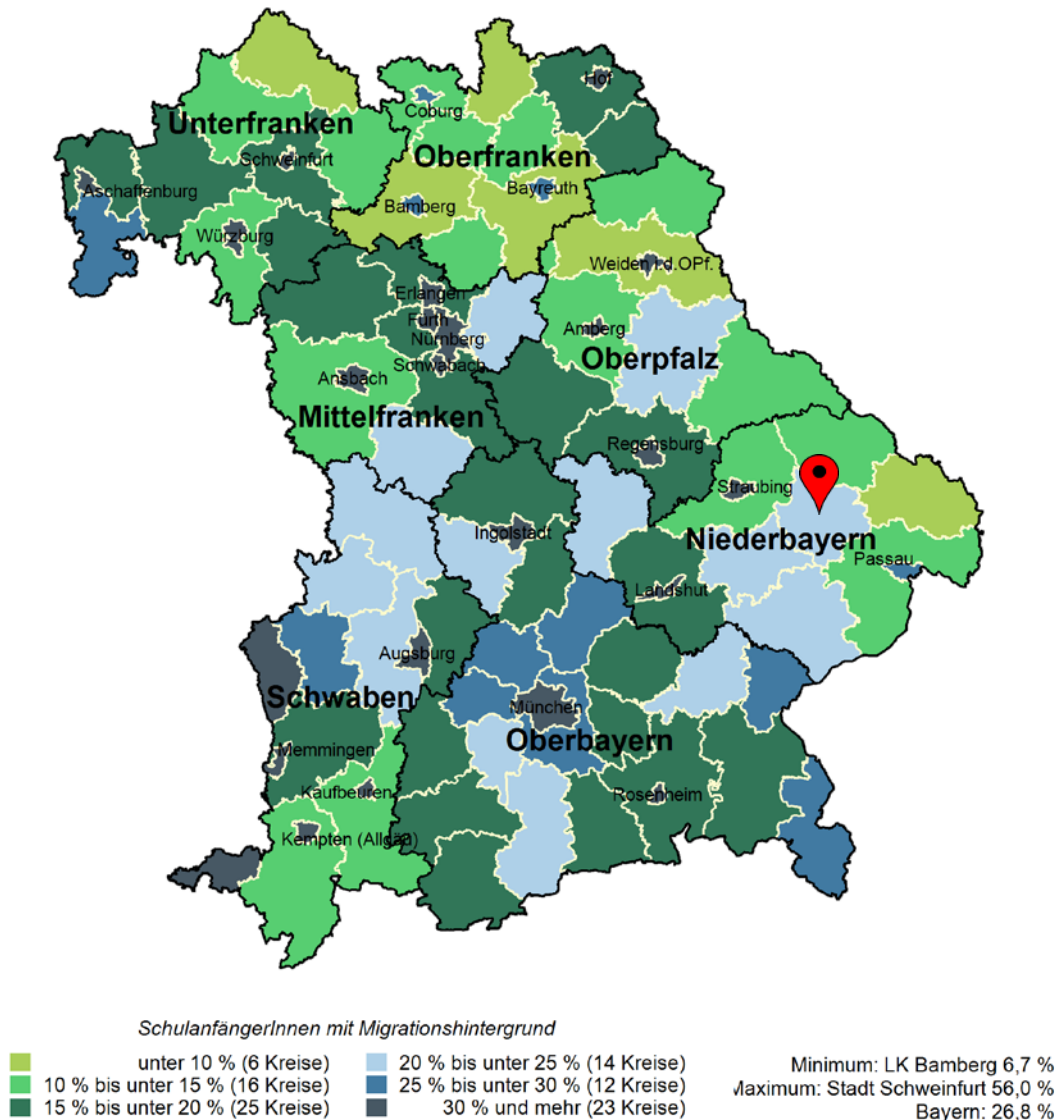 Hof
Coburg
Unterfranken
Oberfranken
Schweinfurt
Aschaffenburg
Bayreuth
Bamberg
Würzburg
Weiden i.d.OPf.
Erlangen
Fürth
Nürnberg
Amberg
Oberpfalz
Schwabach
Ansbach
Mittelfranken
Regensburg
Straubing
Ingolstadt
Niederbayern
Passau
Landshut
Augsburg
Schwaben
München
Oberbayern
Memmingen
Kaufbeuren
Rosenheim
Kempten (Allgäu)
SchulanfängerInnen mit Migrationshintergrund
unter 10 % (6 Kreise)
10 % bis unter 15 % (16 Kreise)
15 % bis unter 20 % (25 Kreise)
20 % bis unter 25 % (14 Kreise)
25 % bis unter 30 % (12 Kreise)
30 % und mehr (23 Kreise)
Minimum: LK Bamberg 6,7 %
Maximum: Stadt Schweinfurt 56,0 %
Bayern: 26,8 %